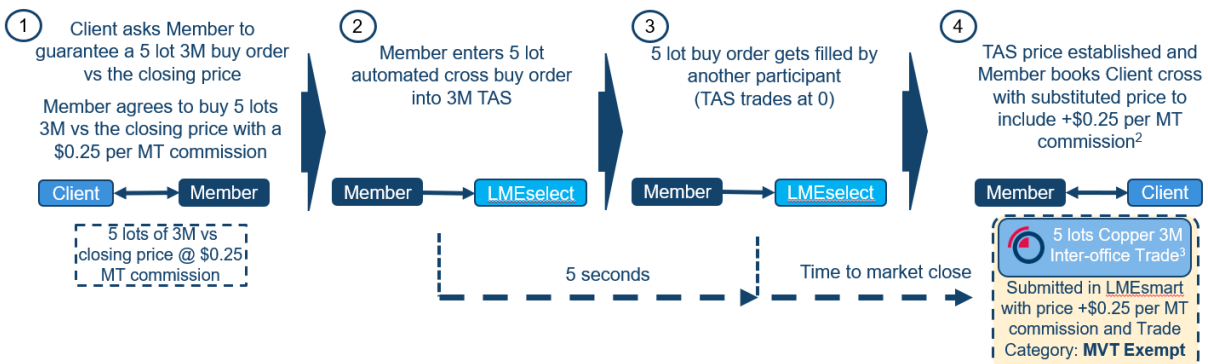 1
Client asks Member to
guarantee a 5 lot 3M buy order
vs the closing price
Member agrees to buy 5 lots
3M vs the closing price with a
$0.25 per MT commission
Client
Member
5 lots of 3M vs
closing price @ $0.25
MT commission
2
Member enters 5 lot
automated cross buy order
into 3M TAS
Member
LMEselect
3
5 lot buy order gets filled by
another participant
(TAS trades at 0)
Member
LMEselect
5 seconds
Time to market close
4
TAS price established and
Member books Client cross
with substituted price to
include +$0.25 per MT
commission²
Member
Client
5 lots Copper 3M
Inter-office Trade³
Submitted in LMEsmart
with price +$0.25 per MT
commission and Trade
Category: MVT Exempt